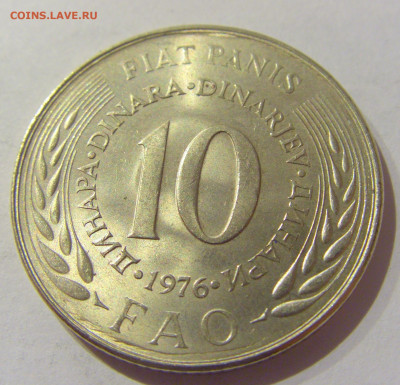 COINS.LAVE.RU
FIAT PANIS
ДИНАРА·DINARA·DINARJEV·ДИНАРИ
10
·1976·
FAO